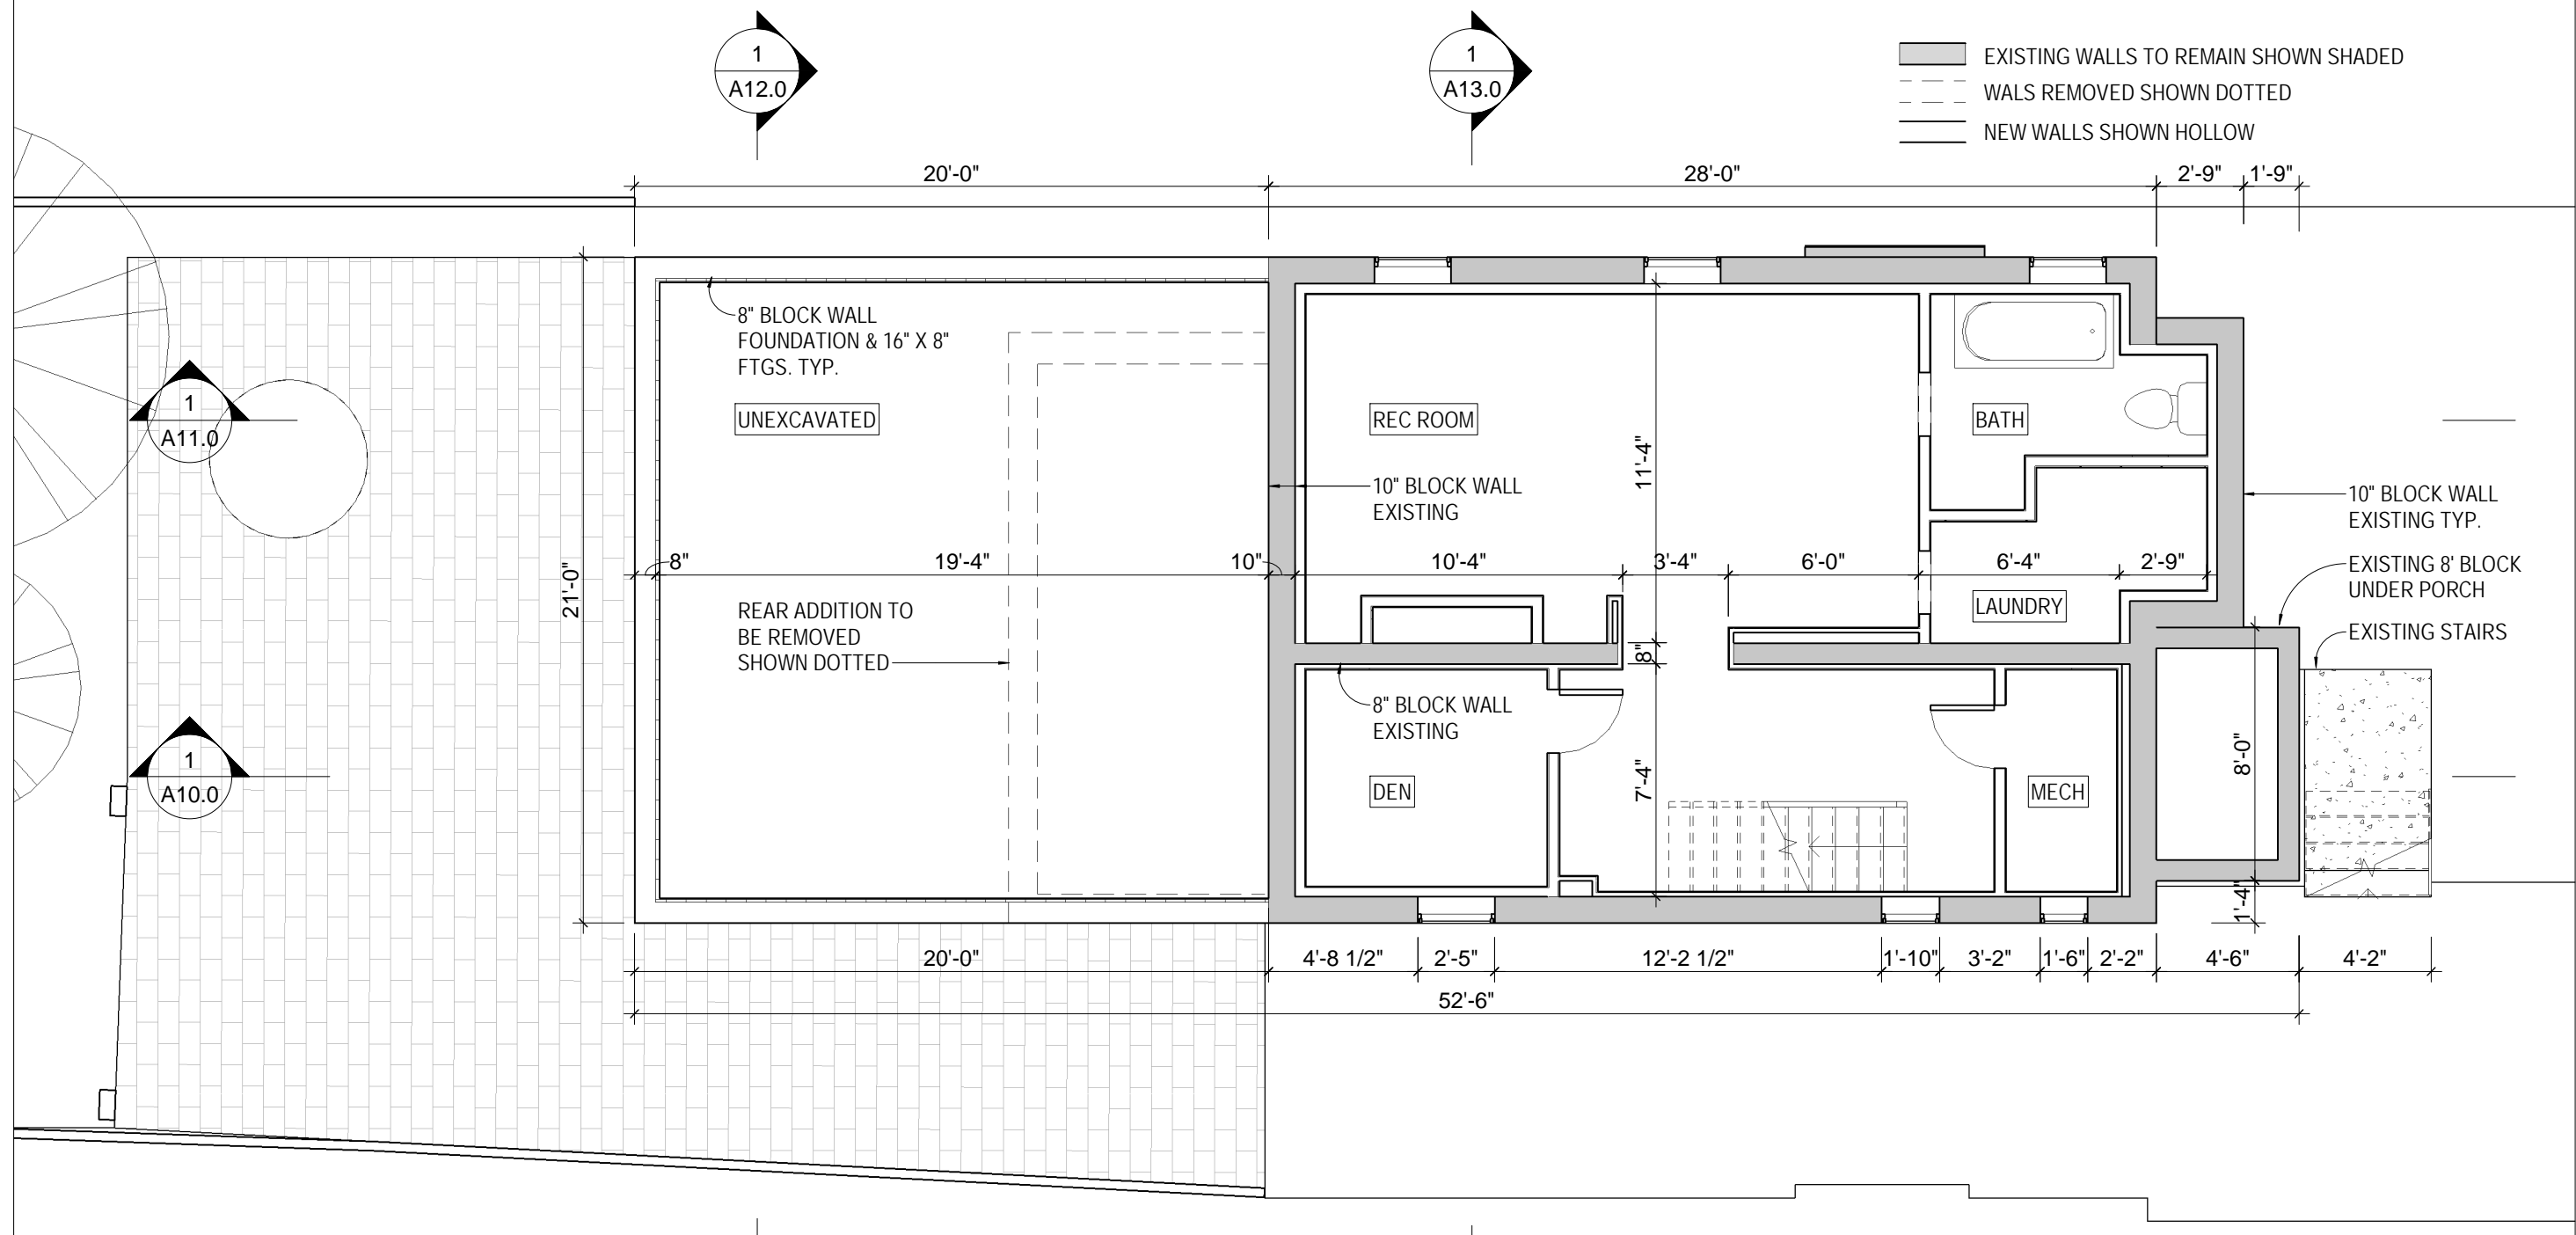 1
A12.0
1
A13.0
EXISTING WALLS TO REMAIN SHOWN SHADED
WALS REMOVED SHOWN DOTTED
NEW WALLS SHOWN HOLLOW
20'-0"
28'-0"
2'-9"
1'-9"
8" BLOCK WALL
FOUNDATION & 16" X 8"
FTGS. TYP.
UNEXCAVATED
REC ROOM
BATH
1
A11.0
11'-4"
10" BLOCK WALL
EXISTING
10" BLOCK WALL
EXISTING TYP.
21'-0"
8"
19'-4"
10"
10'-4"
3'-4"
6'-0"
6'-4"
2'-9"
EXISTING 8' BLOCK
UNDER PORCH
LAUNDRY
EXISTING STAIRS
REAR ADDITION TO
BE REMOVED
SHOWN DOTTED
8"
8" BLOCK WALL
EXISTING
1
A10.0
DEN
7'-4"
MECH
8'-0"
1'-4"
20'-0"
4'-8 1/2"
2'-5"
12'-2 1/2"
1'-10"
3'-2"
1'-6"
2'-2"
4'-6"
4'-2"
52'-6"